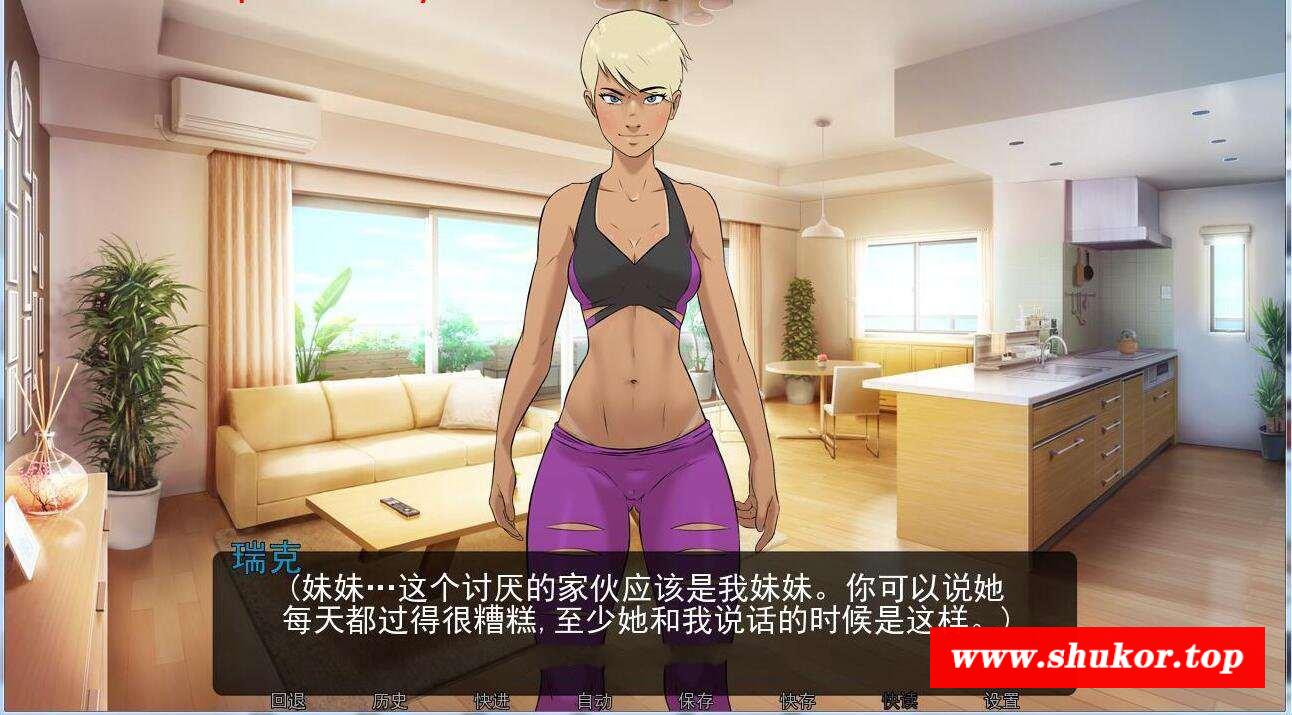 瑞克
（妹妹…这个讨厌的家伙应该是我妹妹。你可以说她
每天都过得很糟糕,至少她和我说话的时候是这样。）
www.shukor.top
回退 历史 快进 自动 保存 快存 快读 设置